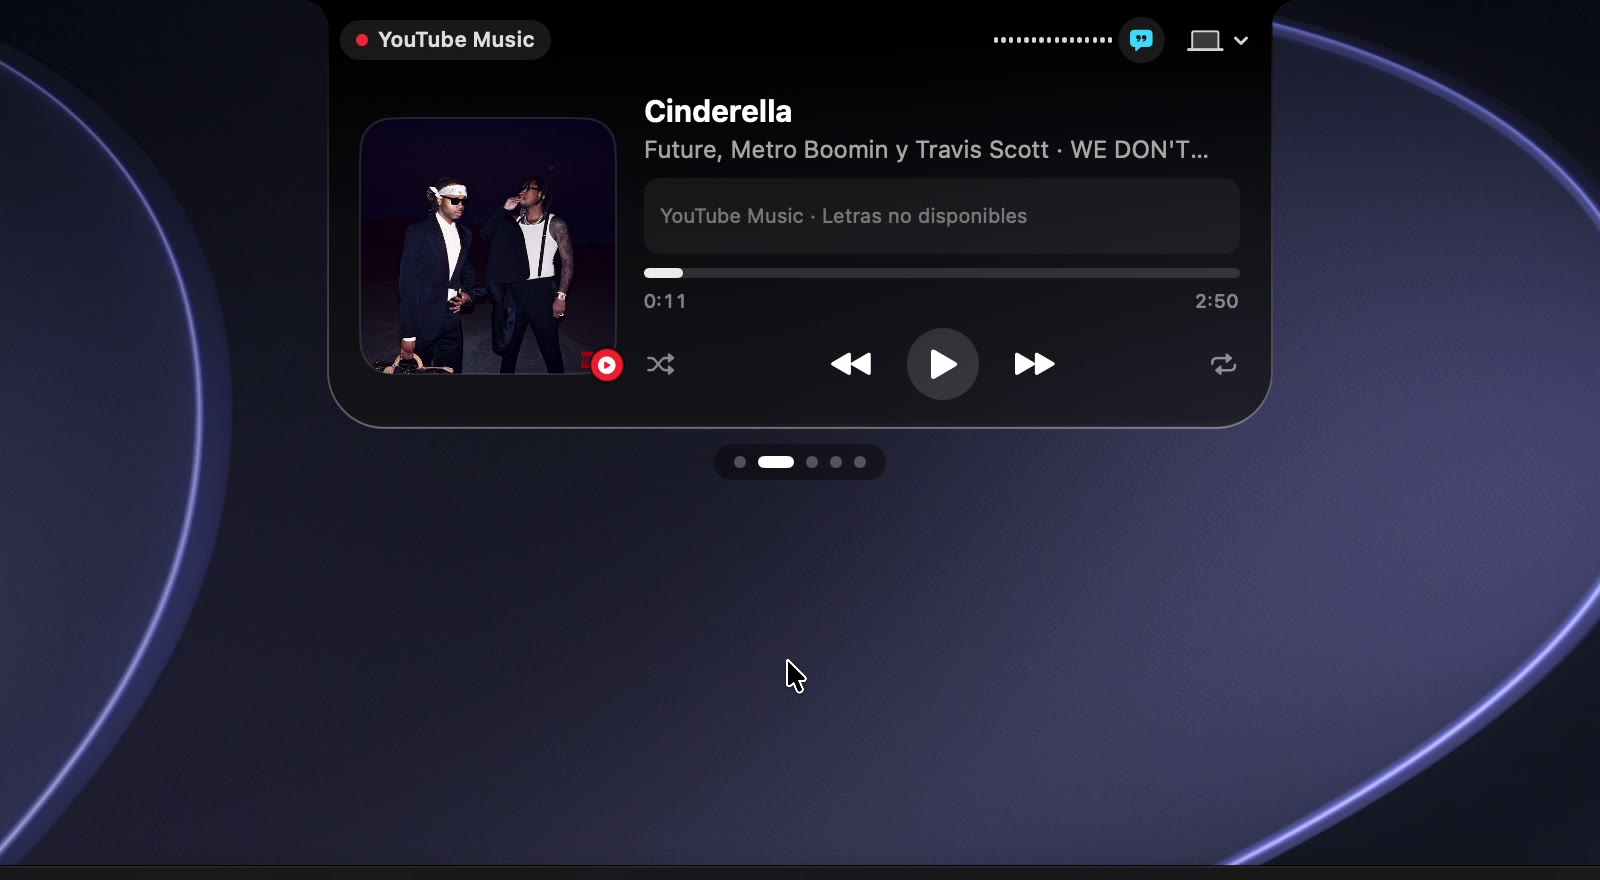 YouTube Music
Cinderella
Future, Metro Boomin y Travis Scott · WE DON'T...
YouTube Music · Letras no disponibles
0:11
2:50